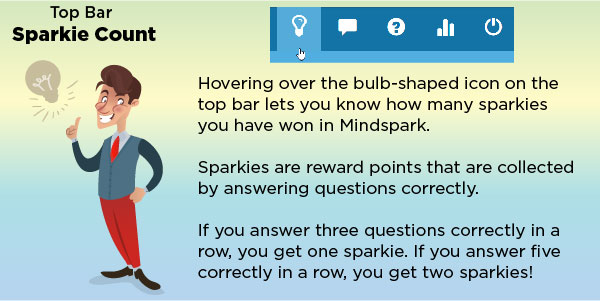 Top Bar
Sparkie Count
Hovering over the bulb-shaped icon on the
top bar lets you know how many sparkies
you have won in Mindspark.
Sparkies are reward points that are collected
by answering questions correctly.
If you answer three questions correctly in a
row, you get one sparkie. If you answer five
correctly in a row, you get two sparkies!